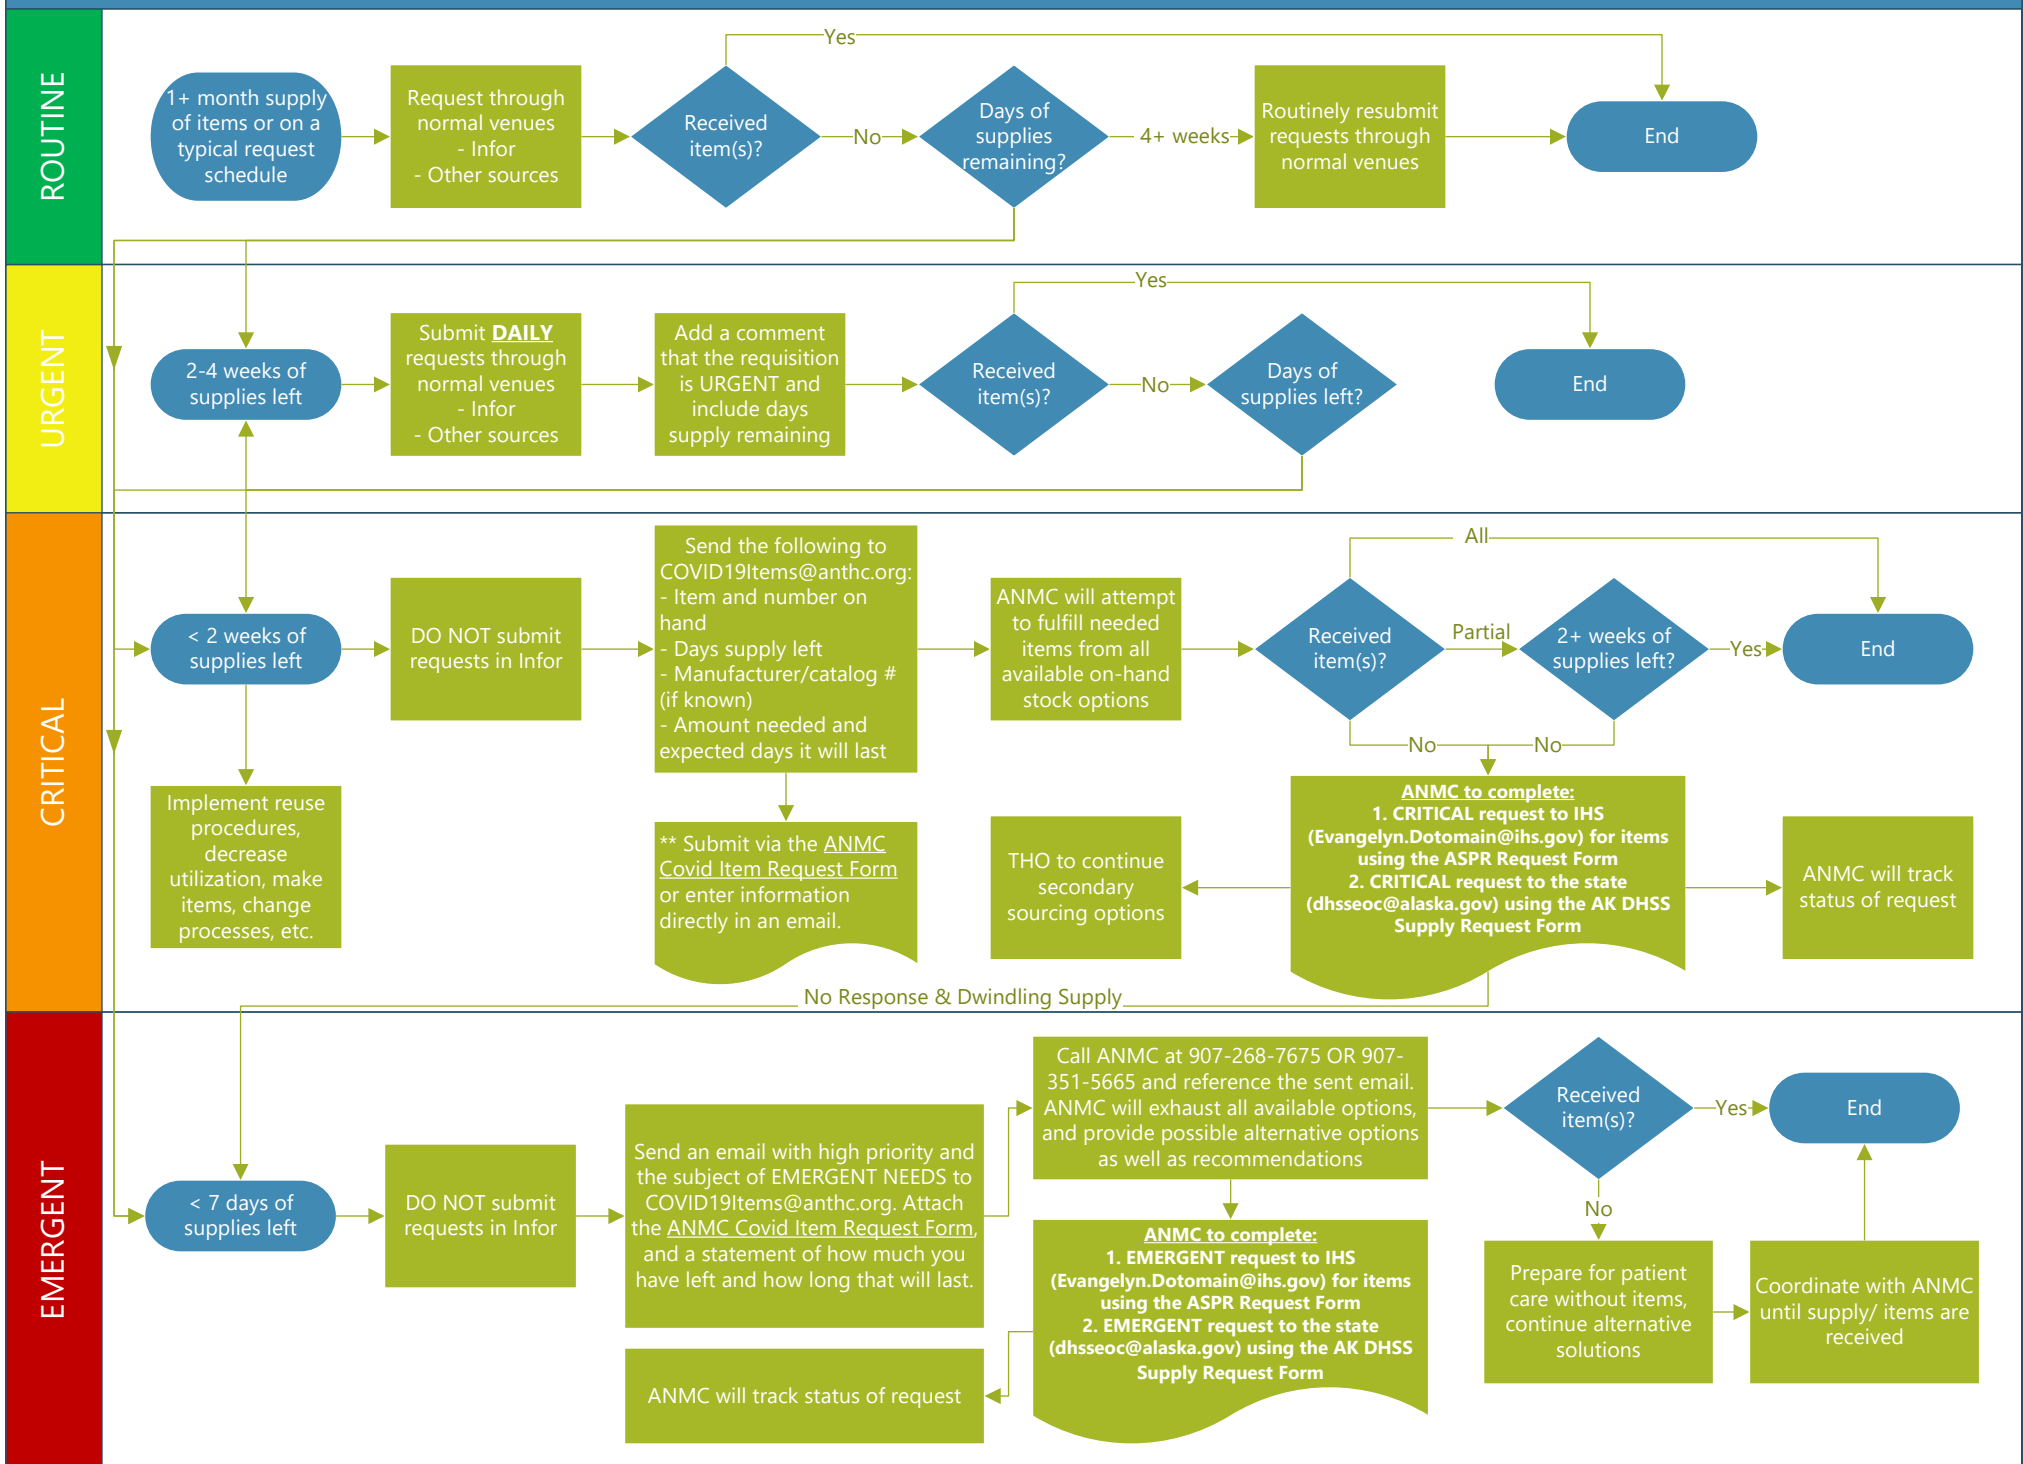 ROUTINE
1+ month supply
of items or on a
typical request
schedule
Request through
normal venues
- Infor
- Other sources
Received
item(s)?
Yes
No
Days of
supplies
remaining?
4+ weeks
Routinely resubmit
requests through
normal venues
End
URGENT
2-4 weeks of
supplies left
Submit DAILY
requests through
normal venues
- Infor
- Other sources
Add a comment
that the requisition
is URGENT and
include days
supply remaining
Received
item(s)?
Yes
No
Days of
supplies left?
End
CRITICAL
< 2 weeks of
supplies left
Implement reuse
procedures,
decrease
utilization, make
items, change
processes, etc.
DO NOT submit
requests in Infor
Send the following to
COVID19Items@anthc.org:
- Item and number on
hand
- Days supply left
- Manufacturer/catalog #
(if known)
- Amount needed and
expected days it will last
** Submit via the ANMC
Covid Item Request Form
or enter information
directly in an email.
ANMC will attempt
to fulfill needed
items from all
available on-hand
stock options
Received
item(s)?
All
Partial
2+ weeks of
supplies left?
Yes
End
No
No
ANMC to complete:
1. CRITICAL request to IHS
(Evangelyn.Dotomain@ihs.gov) for items
using the ASPR Request Form
2. CRITICAL request to the state
(dhsseoc@alaska.gov) using the AK DHSS
Supply Request Form
THO to continue
secondary
sourcing options
ANMC will track
status of request
No Response & Dwindling Supply
EMERGENT
< 7 days of
supplies left
DO NOT submit
requests in Infor
Send an email with high priority and
the subject of EMERGENT NEEDS to
COVID19Items@anthc.org. Attach
the ANMC Covid Item Request Form,
and a statement of how much you
have left and how long that will last.
Call ANMC at 907-268-7675 OR 907-
351-5665 and reference the sent email.
ANMC will exhaust all available options,
and provide possible alternative options
as well as recommendations
ANMC to complete:
1. EMERGENT request to IHS
(Evangelyn.Dotomain@ihs.gov) for items
using the ASPR Request Form
2. EMERGENT request to the state
(dhsseoc@alaska.gov) using the AK DHSS
Supply Request Form
ANMC will track status of request
Received
item(s)?
Yes
End
No
Prepare for patient
care without items,
continue alternative
solutions
Coordinate with ANMC
until supply/ items are
received